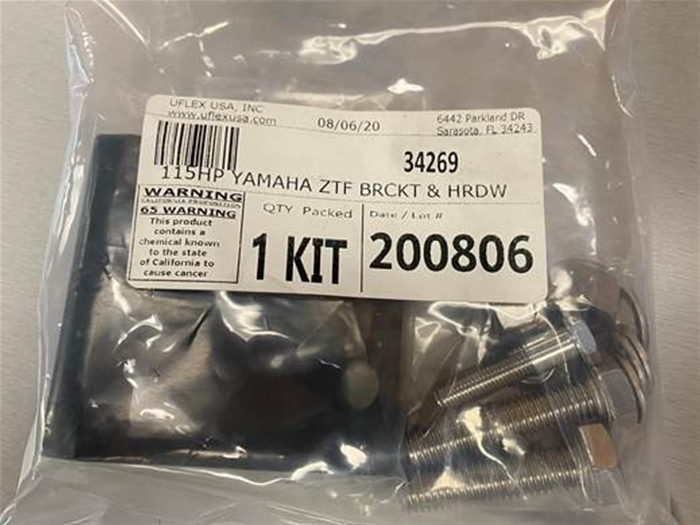 UFLEX USA, INC
www.uflexusa.com
08/06/20
6442 Parkland DR
Sarasota, FL 34243
34269
115HP YAMAHA ZTF BRCKT & HRDW
WARNING
CALIFORNIA PROPOSITION
65 WARNING
This product
contains a
chemical known
to the state
of California to
cause cancer
QTY Packed
1 KIT
Date / Lot #
200806